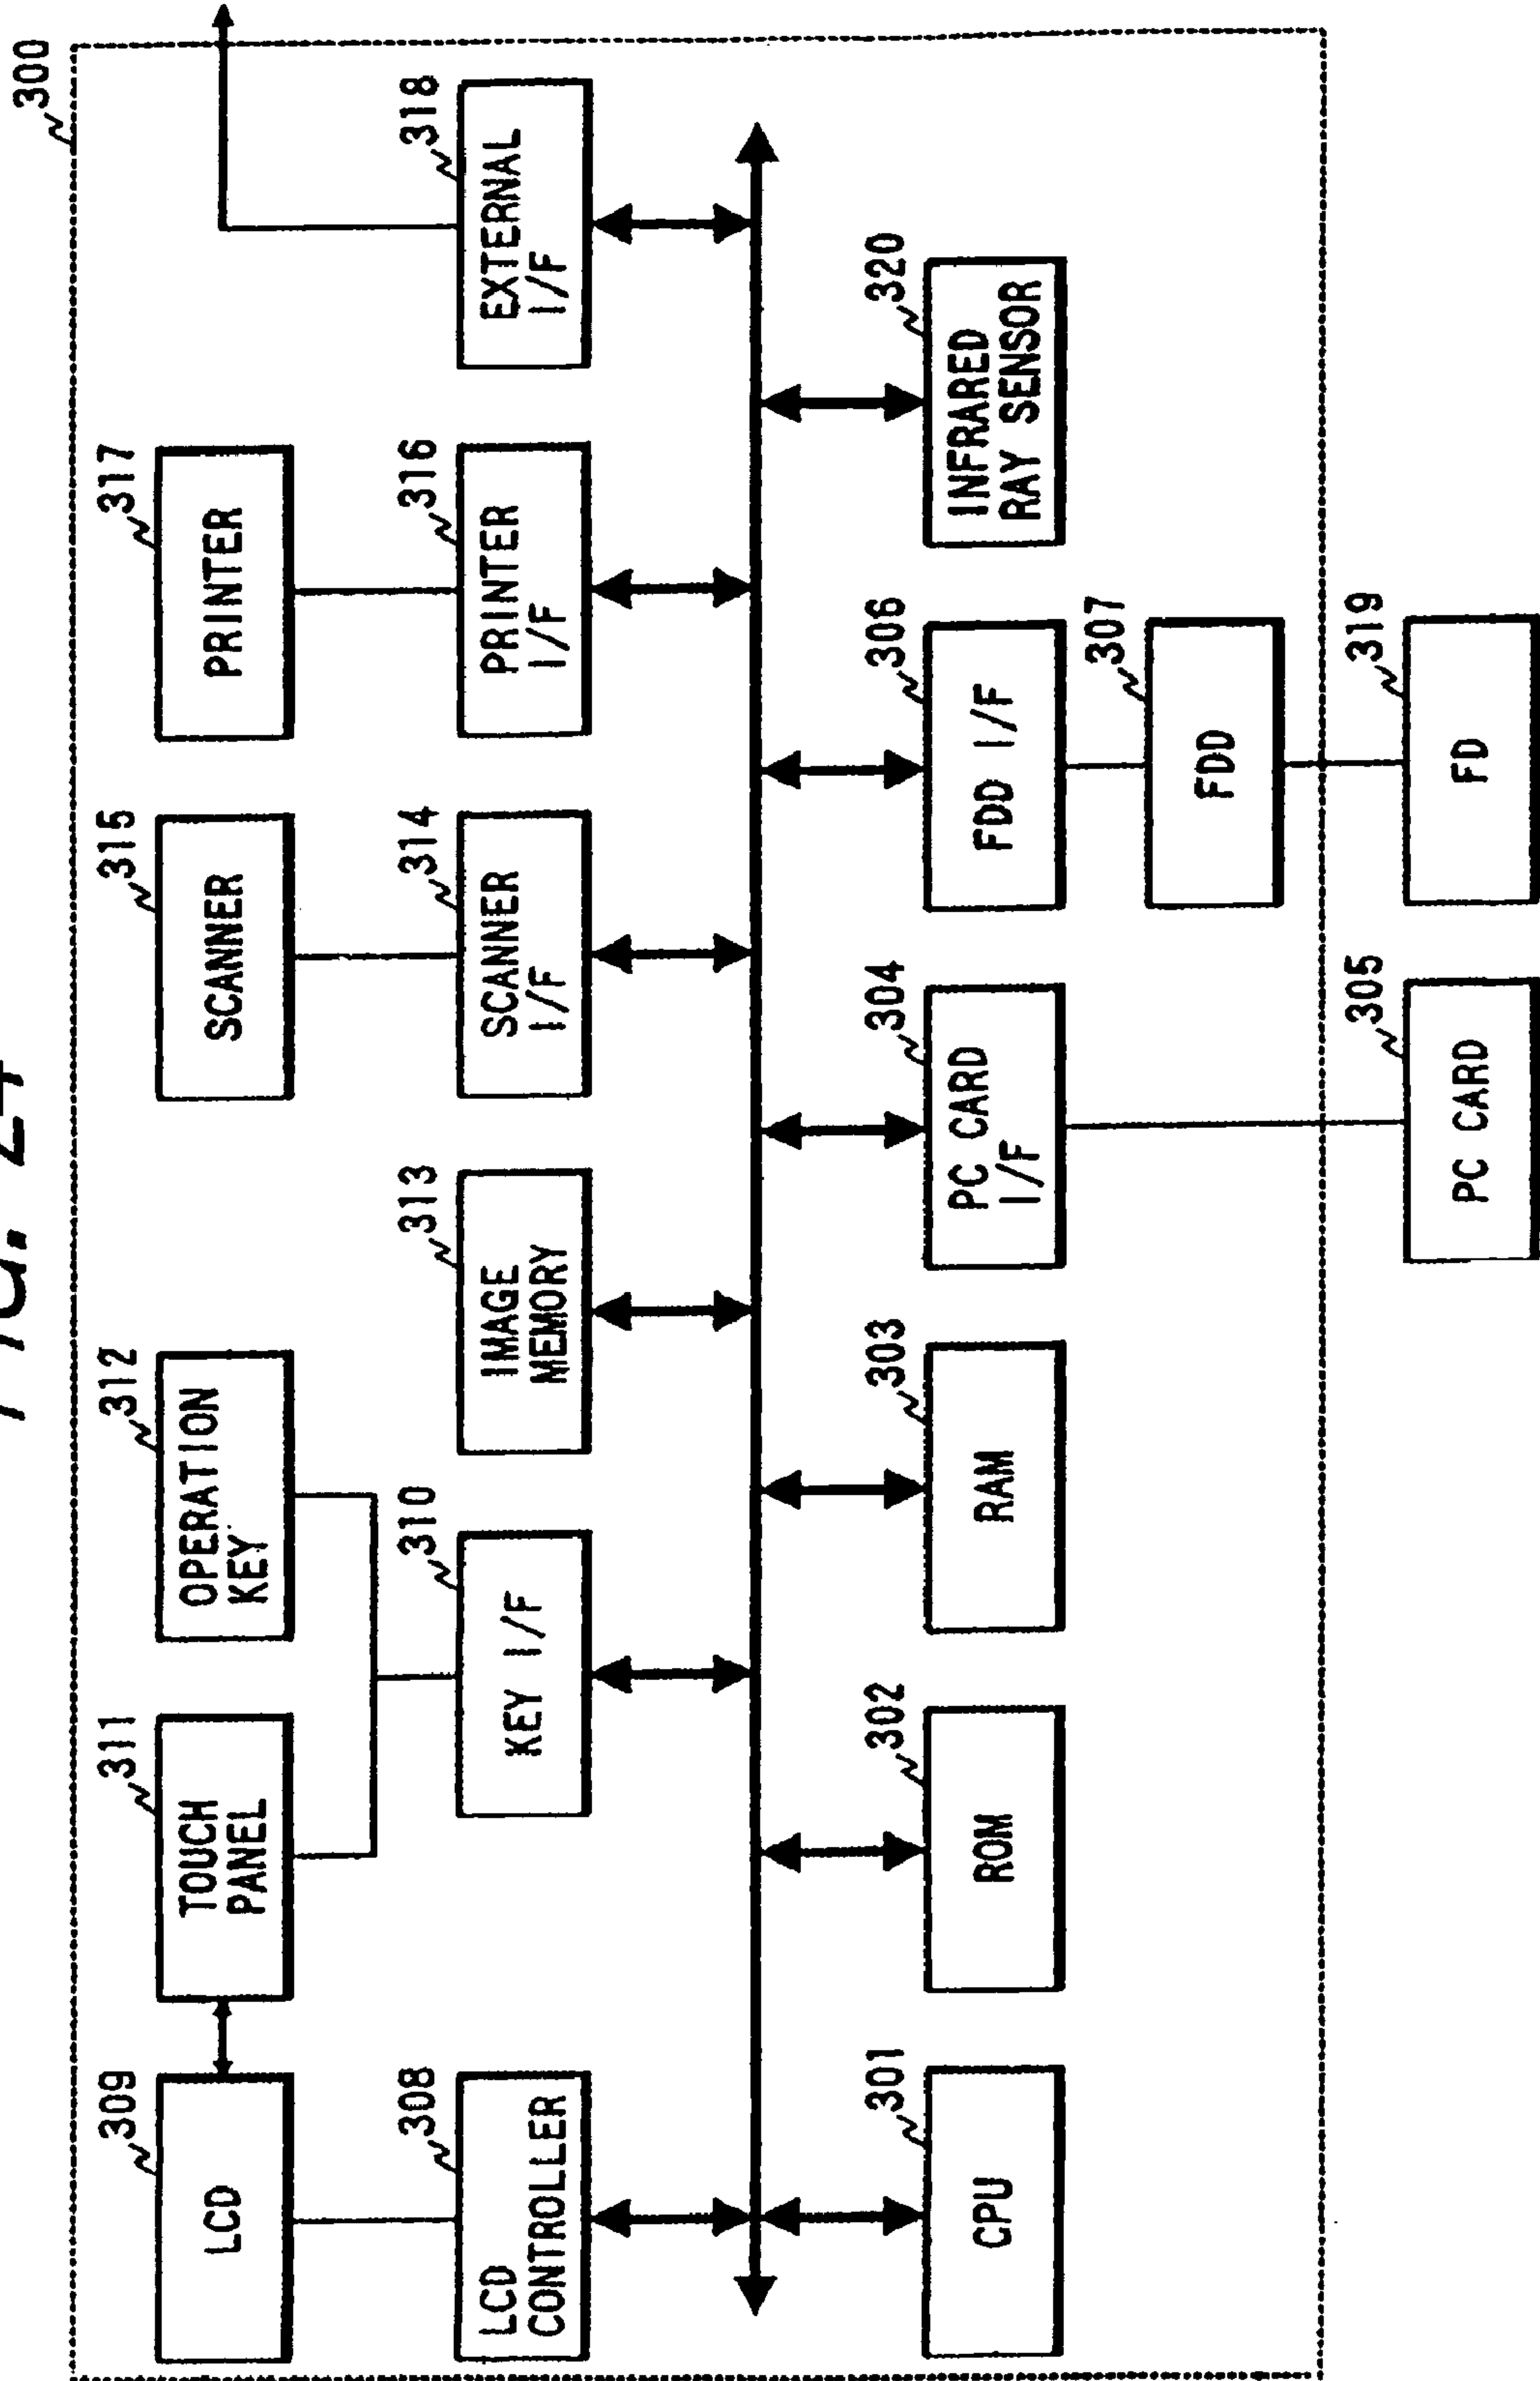 FIG. 24
300
309
LCD
311
TOUCH
PANEL
312
OPERATION
KEY
315
SCANNER
317
PRINTER
308
LCD
CONTROLLER
310
KEY I/F
313
IMAGE
MEMORY
314
SCANNER
I/F
316
PRINTER
I/F
318
EXTERNAL
I/F
301
CPU
302
ROM
303
RAM
304
PC CARD
I/F
306
FDD I/F
320
INFRARED
RAY SENSOR
307
FDD
305
PC CARD
319
FD